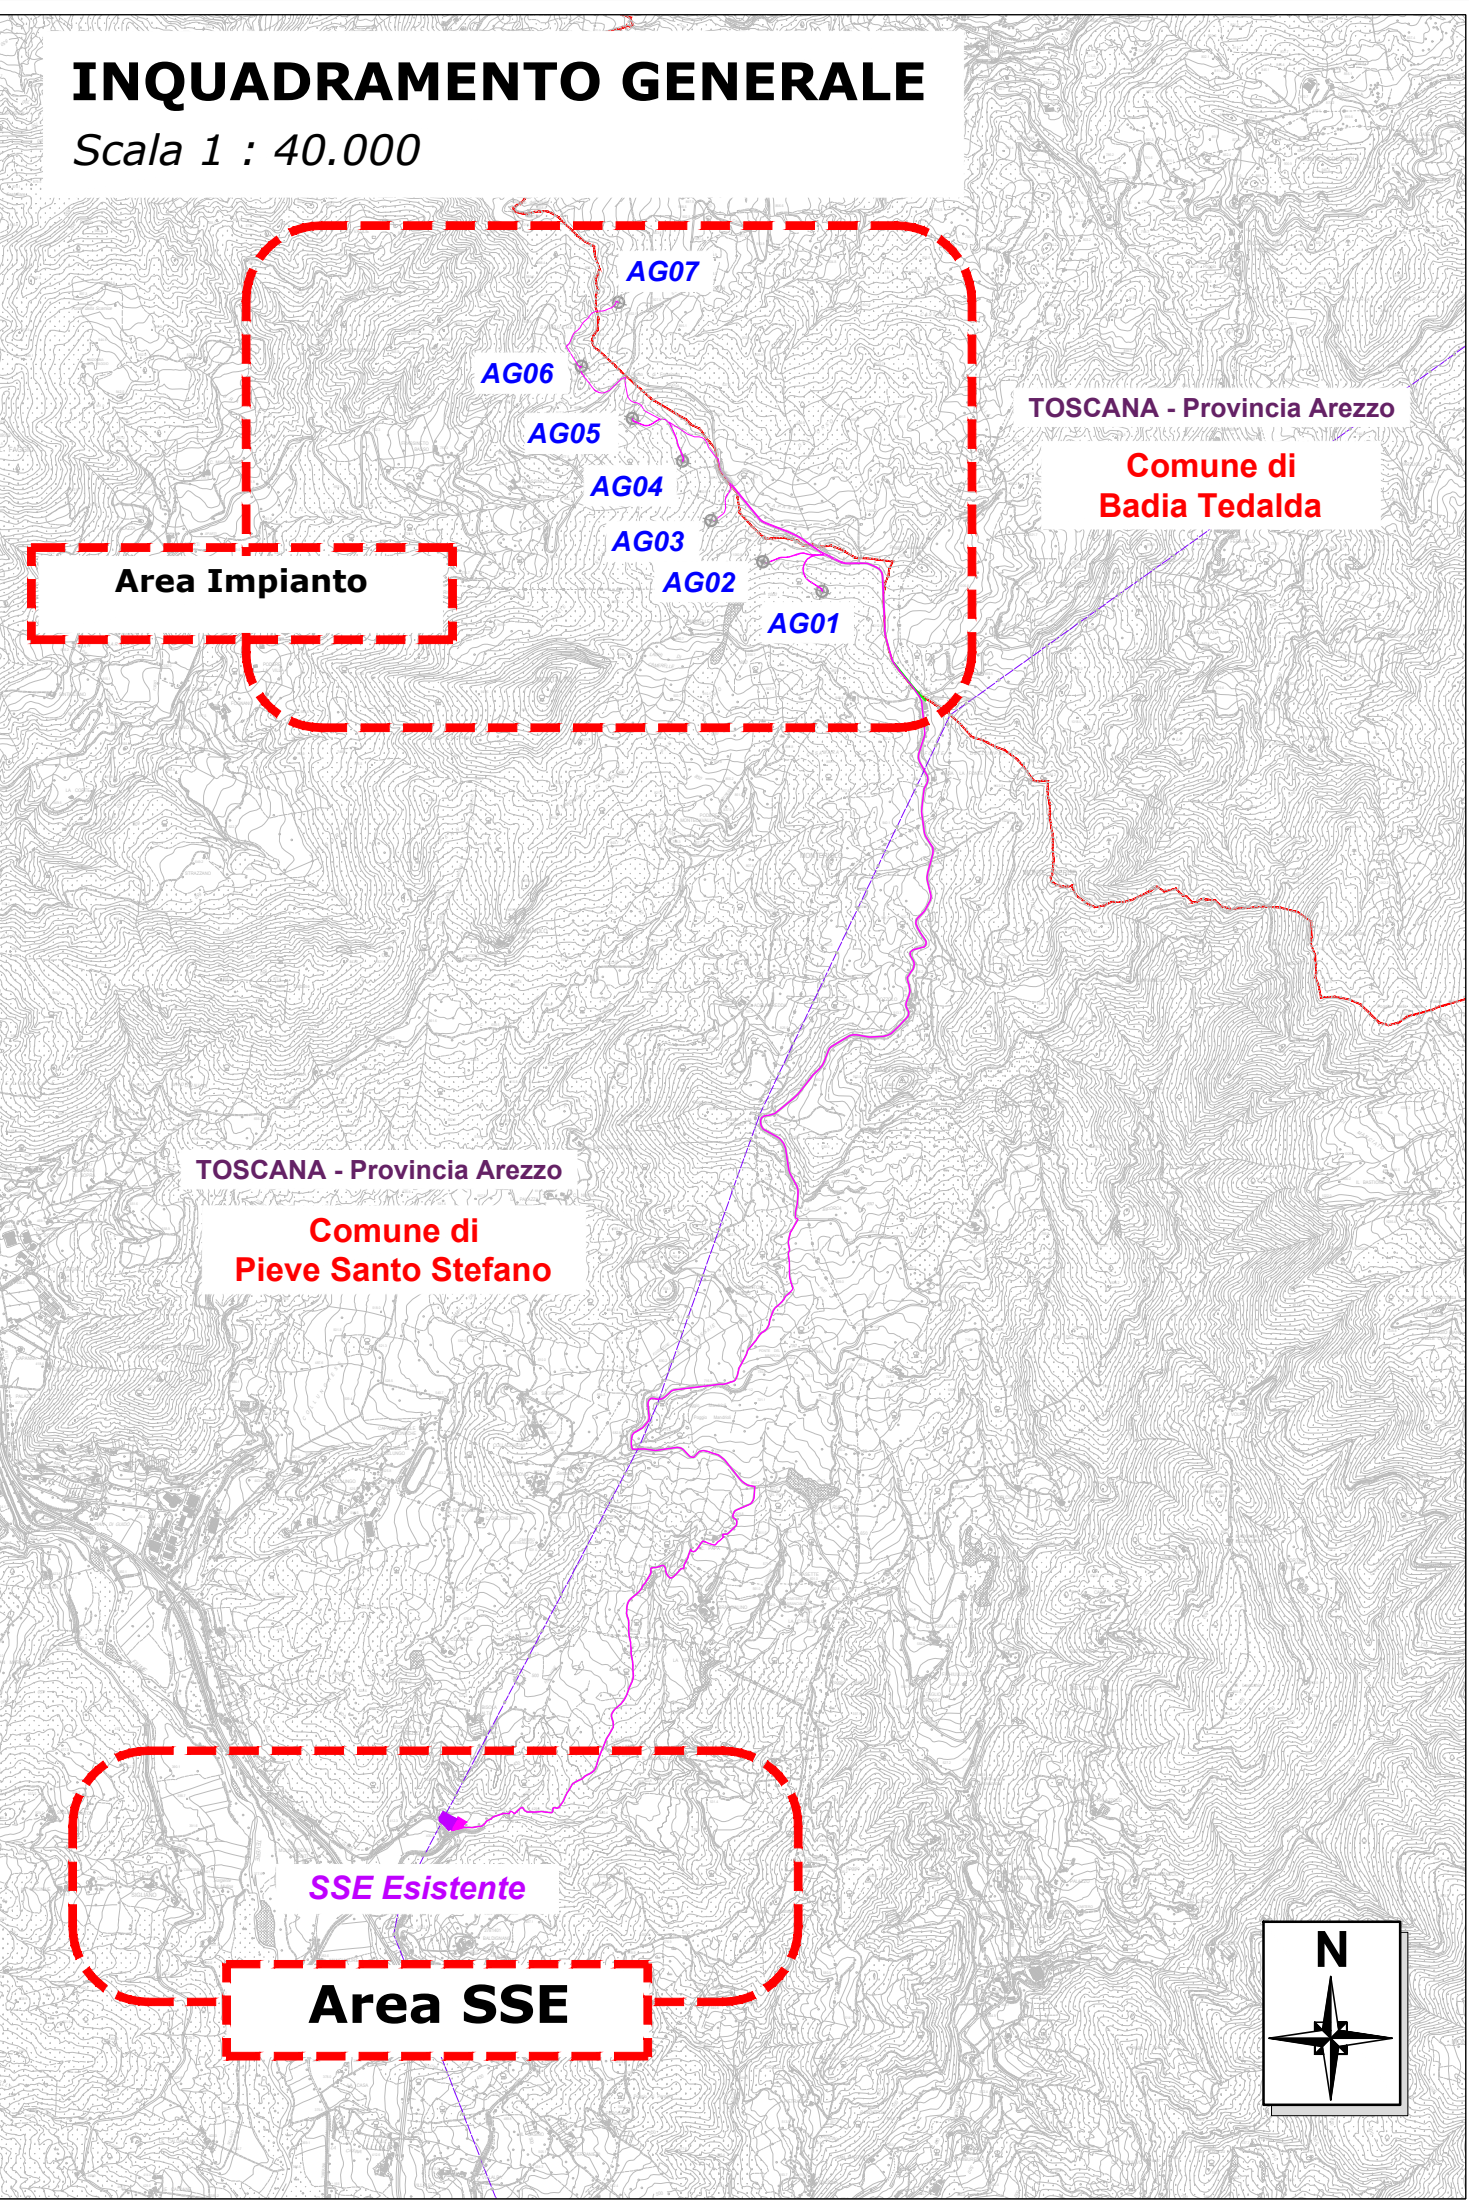 INQUADRAMENTO GENERALE
Scala 1 : 40.000
AG07
AG06
AG05
AG04
AG03
AG02
AG01
TOSCANA - Provincia Arezzo
Comune di
Badia Tedalda
Area Impianto
TOSCANA - Provincia Arezzo
Comune di
Pieve Santo Stefano
SSE Esistente
Area SSE
N